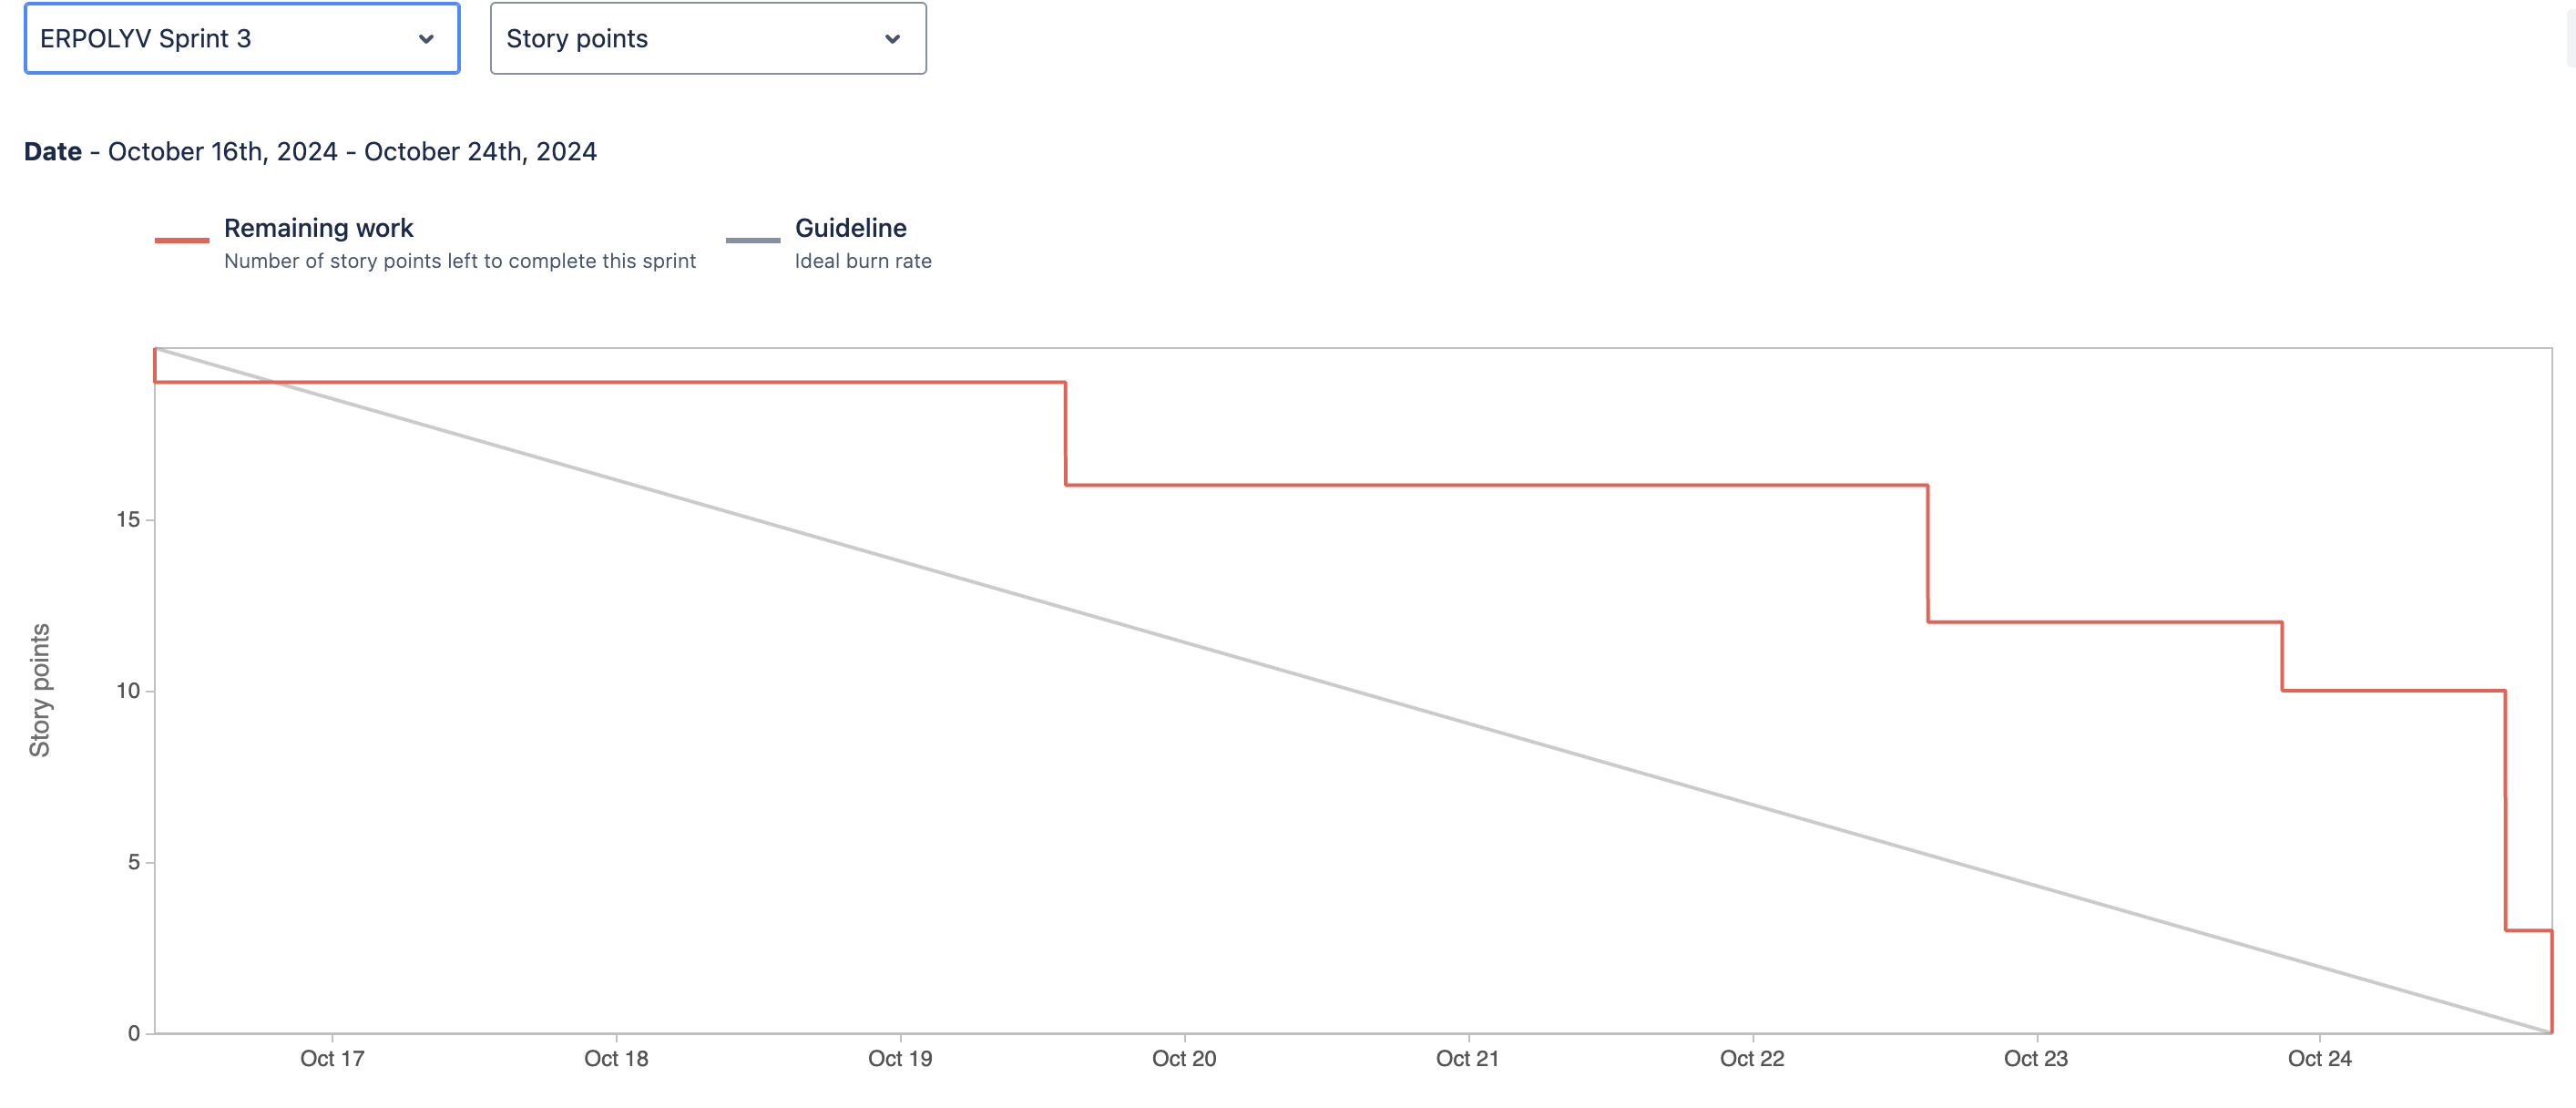 ERPOLYV Sprint 3
Story points
Date - October 16th, 2024 - October 24th, 2024
Remaining work
Number of story points left to complete this sprint
Guideline
Ideal burn rate
Story points
15
10
5
0
Oct 17
Oct 18
Oct 19
Oct 20
Oct 21
Oct 22
Oct 23
Oct 24